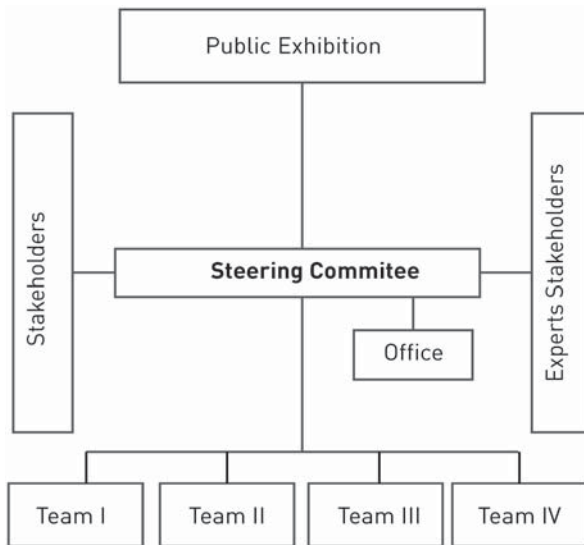 Public Exhibition
Stakeholders
Steering Commitee
Experts Stakeholders
Office
Team I
Team II
Team III
Team IV